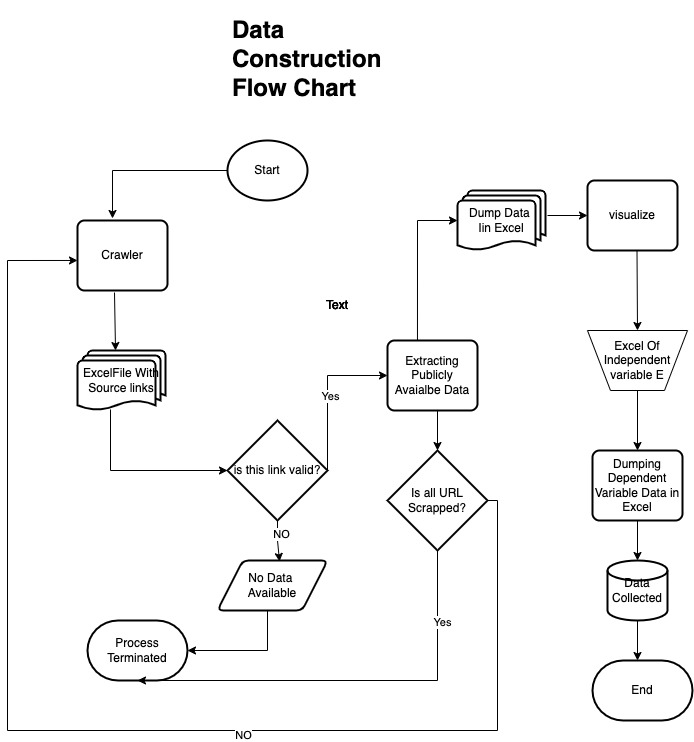 Data
Construction
Flow Chart
Start
Crawler
ExcelFile With
Source links
is this link valid?
Yes
NO
No Data
Available
Process
Terminated
Text
Extracting
Publicly
Avaialbe Data
Is all URL
Scrapped?
Yes
NO
Dump Data
Iin Excel
visualize
Excel Of
Independent
variable E
Dumping
Dependent
Variable Data in
Excel
Data
Collected
End